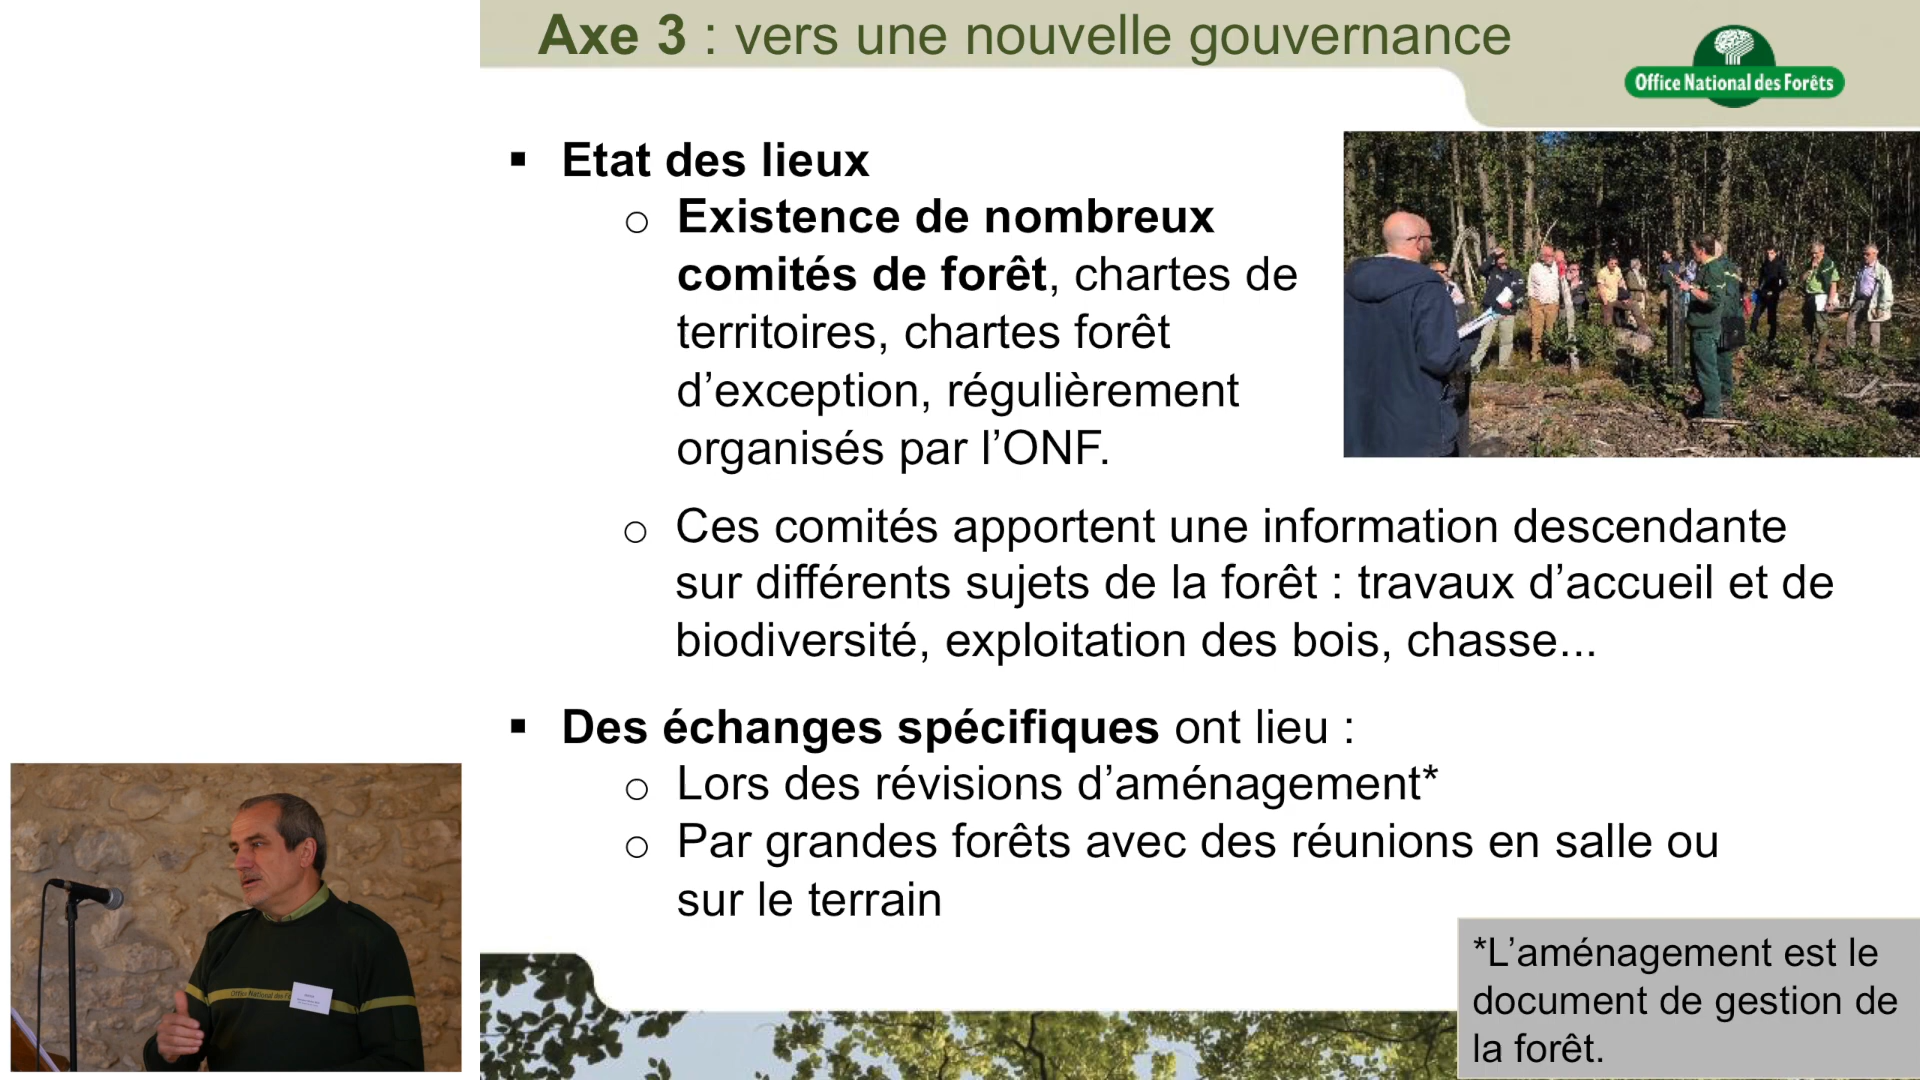 Axe 3 : vers une nouvelle gouvernance
Office National des Forêts
▪ Etat des lieux
o Existence de nombreux
comités de forêt, chartes de
territoires, chartes forêt
d’exception, régulièrement
organisés par l’ONF.
o Ces comités apportent une information descendante
sur différents sujets de la forêt : travaux d’accueil et de
biodiversité, exploitation des bois, chasse...
▪ Des échanges spécifiques ont lieu :
o Lors des révisions d’aménagement*
o Par grandes forêts avec des réunions en salle ou
sur le terrain
*L’aménagement est le
document de gestion de
la forêt.
Office National des